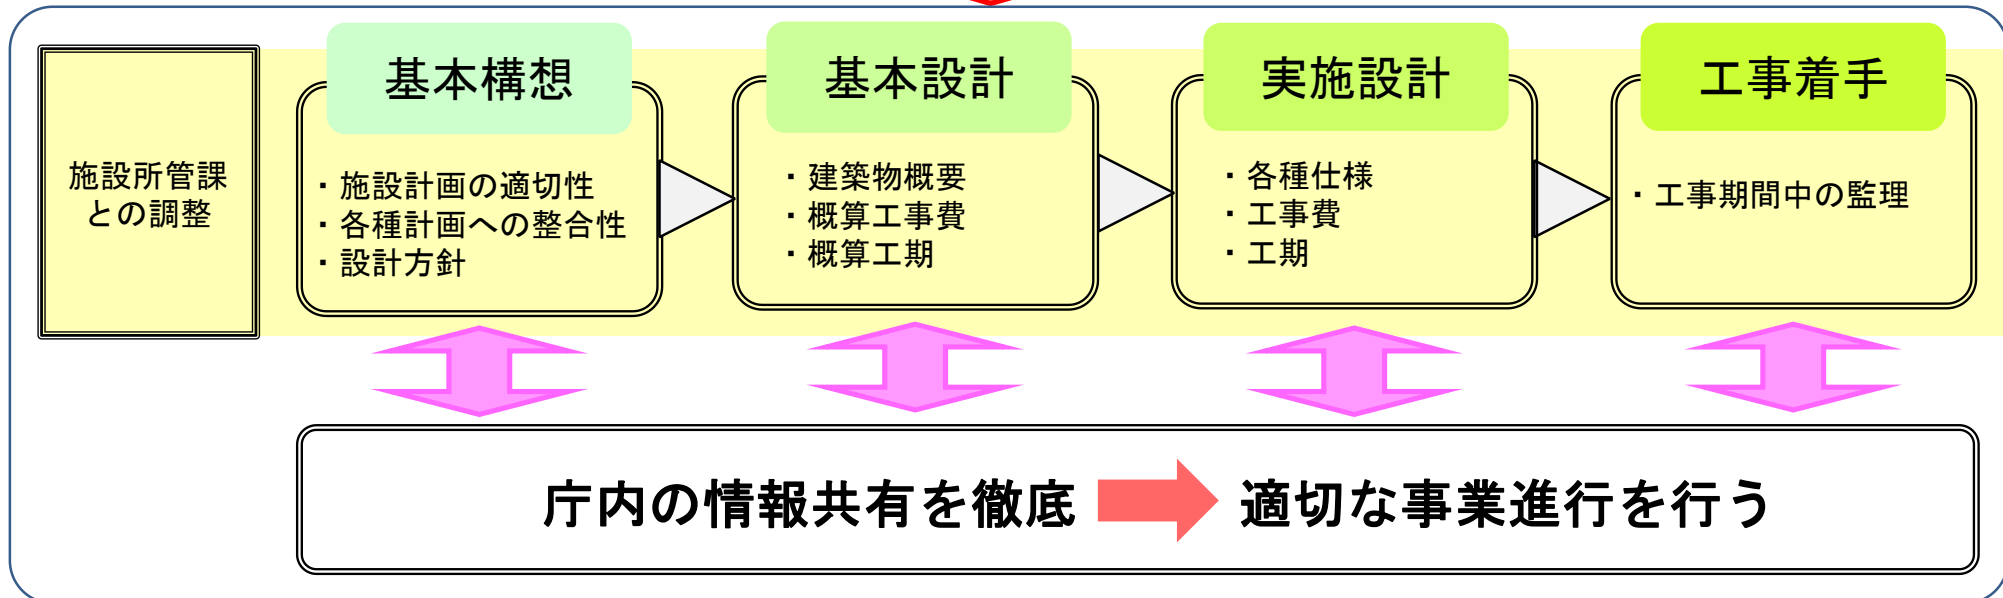 施設所管課
との調整
基本構想
・施設計画の適切性
・各種計画への整合性
・設計方針
基本設計
・建築物概要
・概算工事費
・概算工期
実施設計
・各種仕様
・工事費
・工期
工事着手
・工事期間中の監理
庁内の情報共有を徹底 適切な事業進行を行う